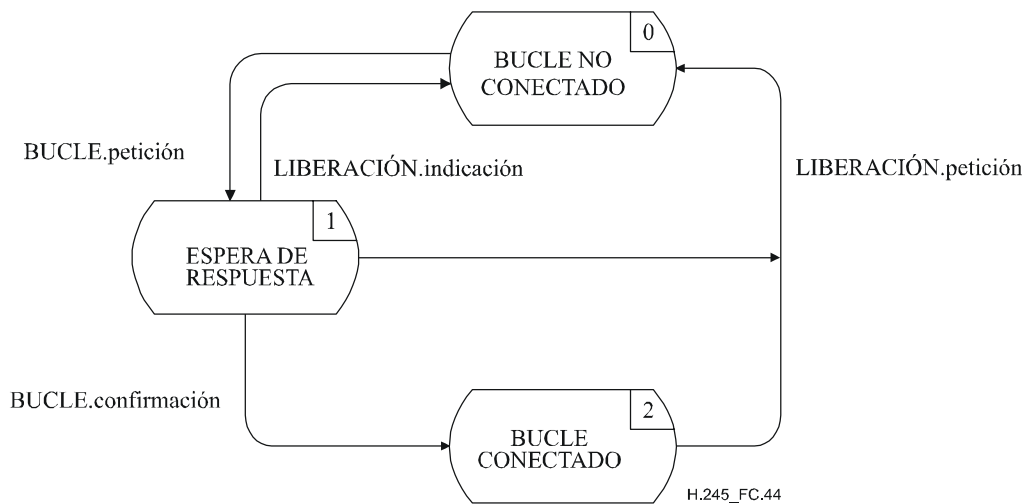 0
BUCLE NO
CONECTADO
BUCLE.petición
LIBERACIÓN.indicación
LIBERACIÓN.petición
1
ESPERA DE
RESPUESTA
BUCLE.confirmación
2
BUCLE
CONECTADO
H.245_FC.44